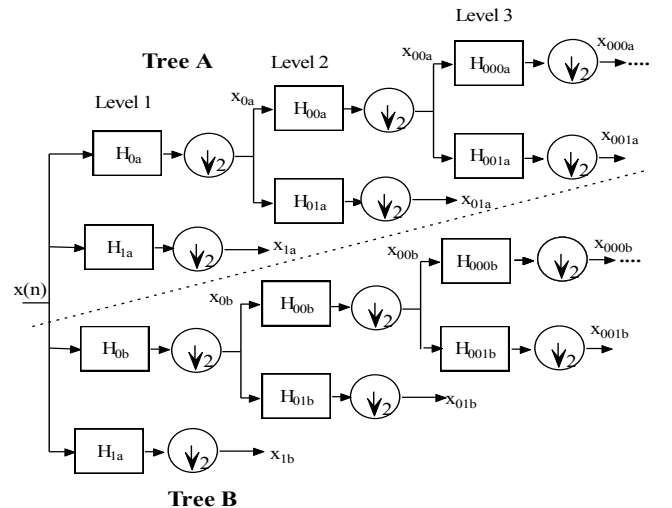 Level 3
Tree A
Level 2
Level 1
x000a
x00a
H000a
↓2
....
x0a
H00a
↓2
H0a
↓2
H001a
↓2
x001a
H01a
↓2
x01a
H1a
↓2
x1a
x(n)
x000b
x00b
H000b
↓2
....
x0b
H00b
↓2
H0b
↓2
H001b
↓2
x001b
H01b
↓2
x01b
H1a
↓2
x1b
Tree B